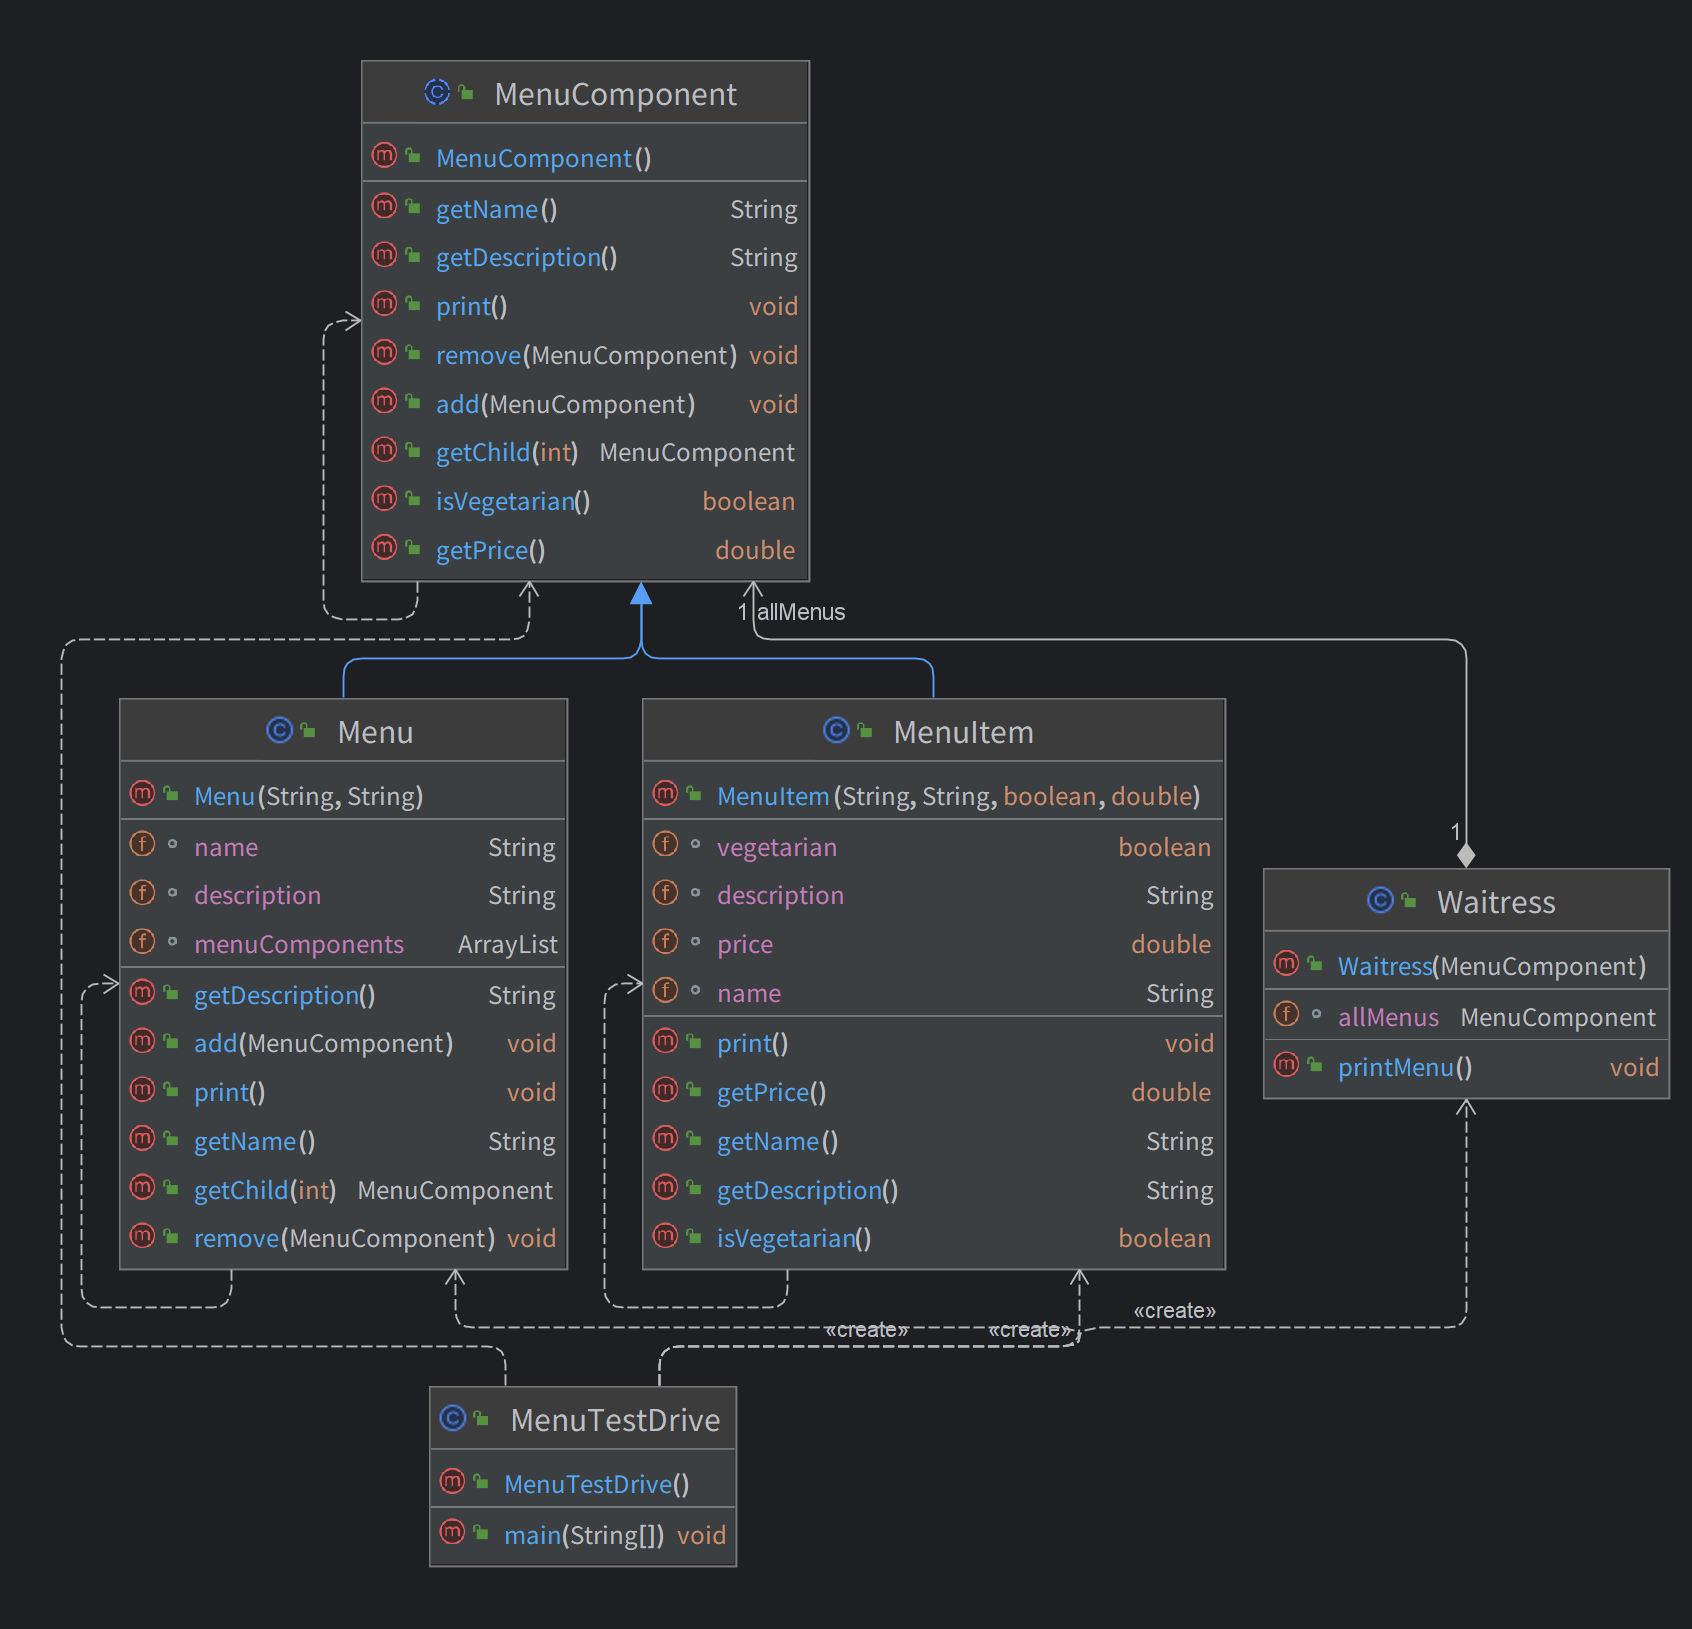 MenuComponent
MenuComponent()
getName() String
getDescription() String
print() void
remove(MenuComponent) void
add(MenuComponent) void
getChild(int) MenuComponent
isVegetarian() boolean
getPrice() double
1 allMenus
Menu
Menu(String, String)
name String
description String
menuComponents ArrayList
getDescription() String
add(MenuComponent) void
print() void
getName() String
getChild(int) MenuComponent
remove(MenuComponent) void
MenuItem
MenuItem(String, String, boolean, double)
vegetarian boolean
description String
price double
name String
print() void
getPrice() double
getName() String
getDescription() String
isVegetarian() boolean
1
Waitress
Waitress(MenuComponent)
allMenus MenuComponent
printMenu() void
«create»
«create»
«create»
MenuTestDrive
MenuTestDrive()
main(String[]) void